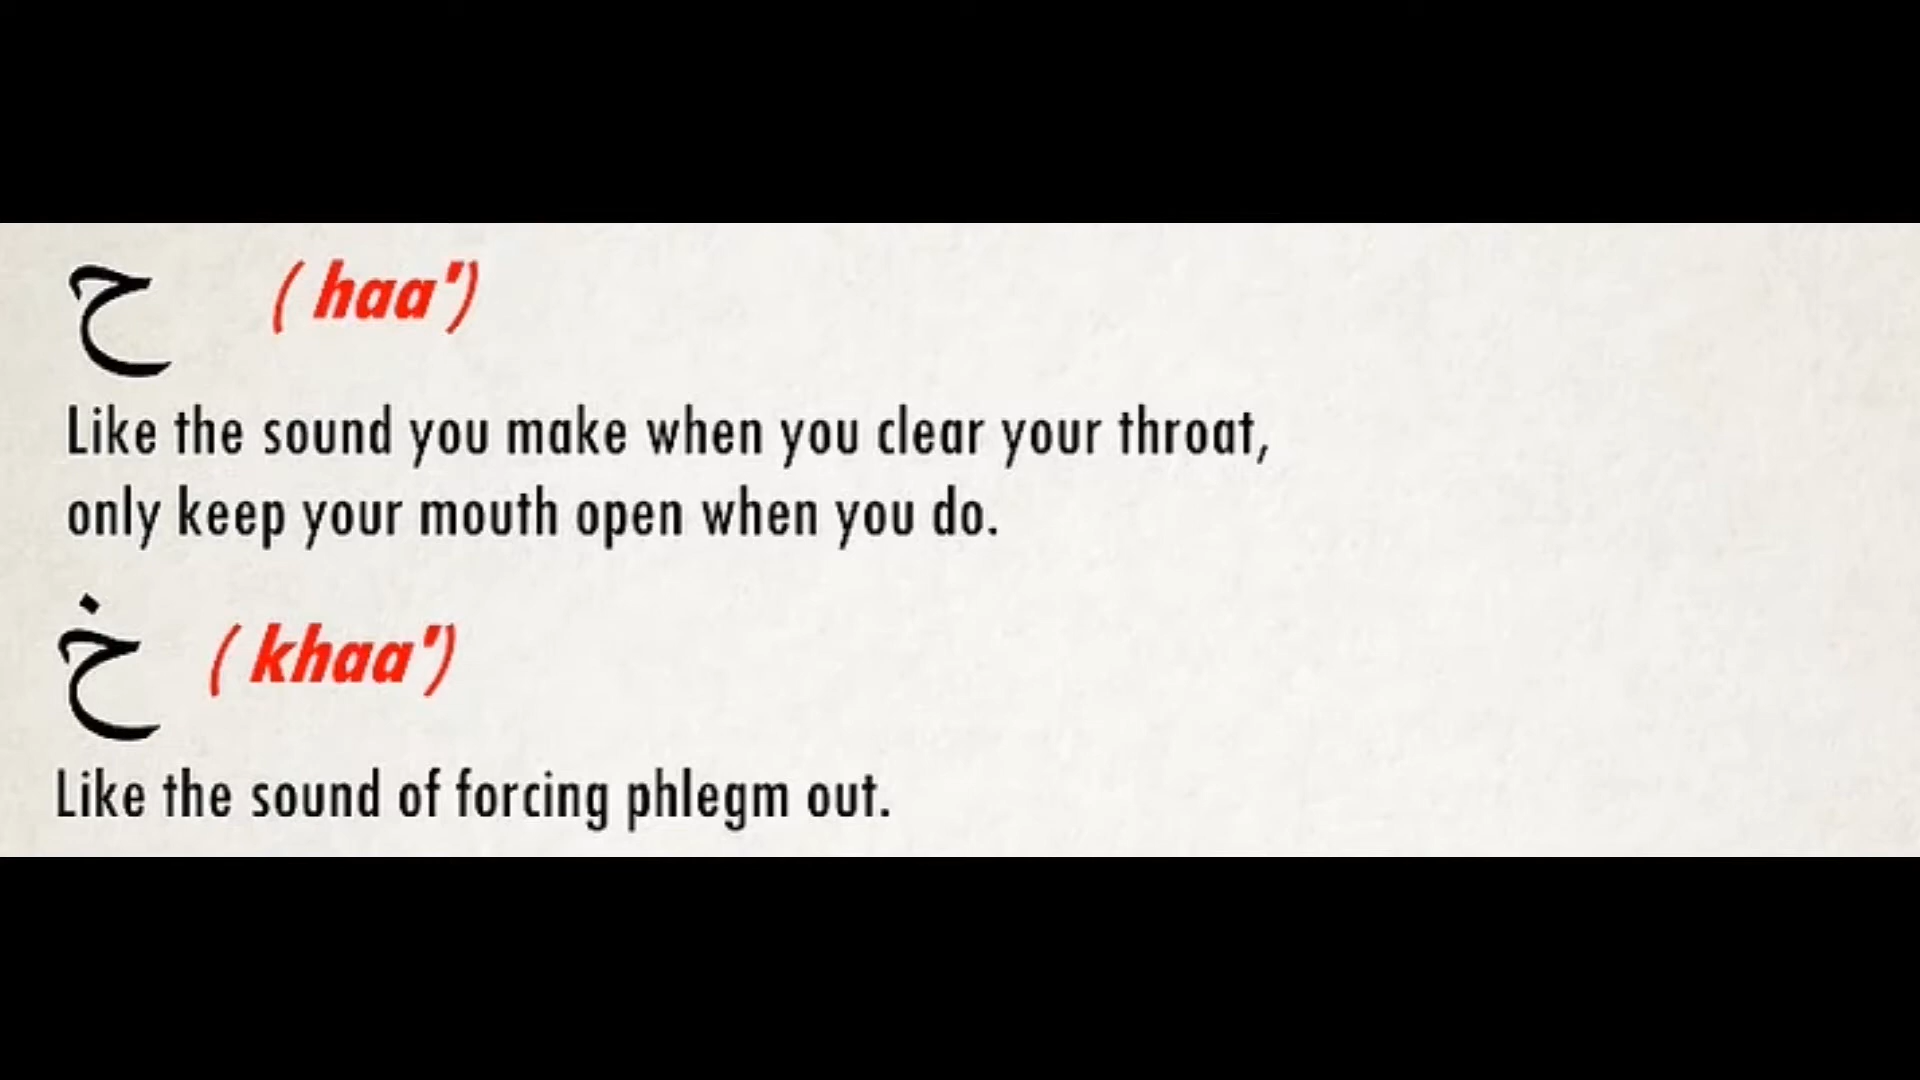 ح ( haa')
Like the sound you make when you clear your throat,
only keep your mouth open when you do.
خ ( khaa')
Like the sound of forcing phlegm out.